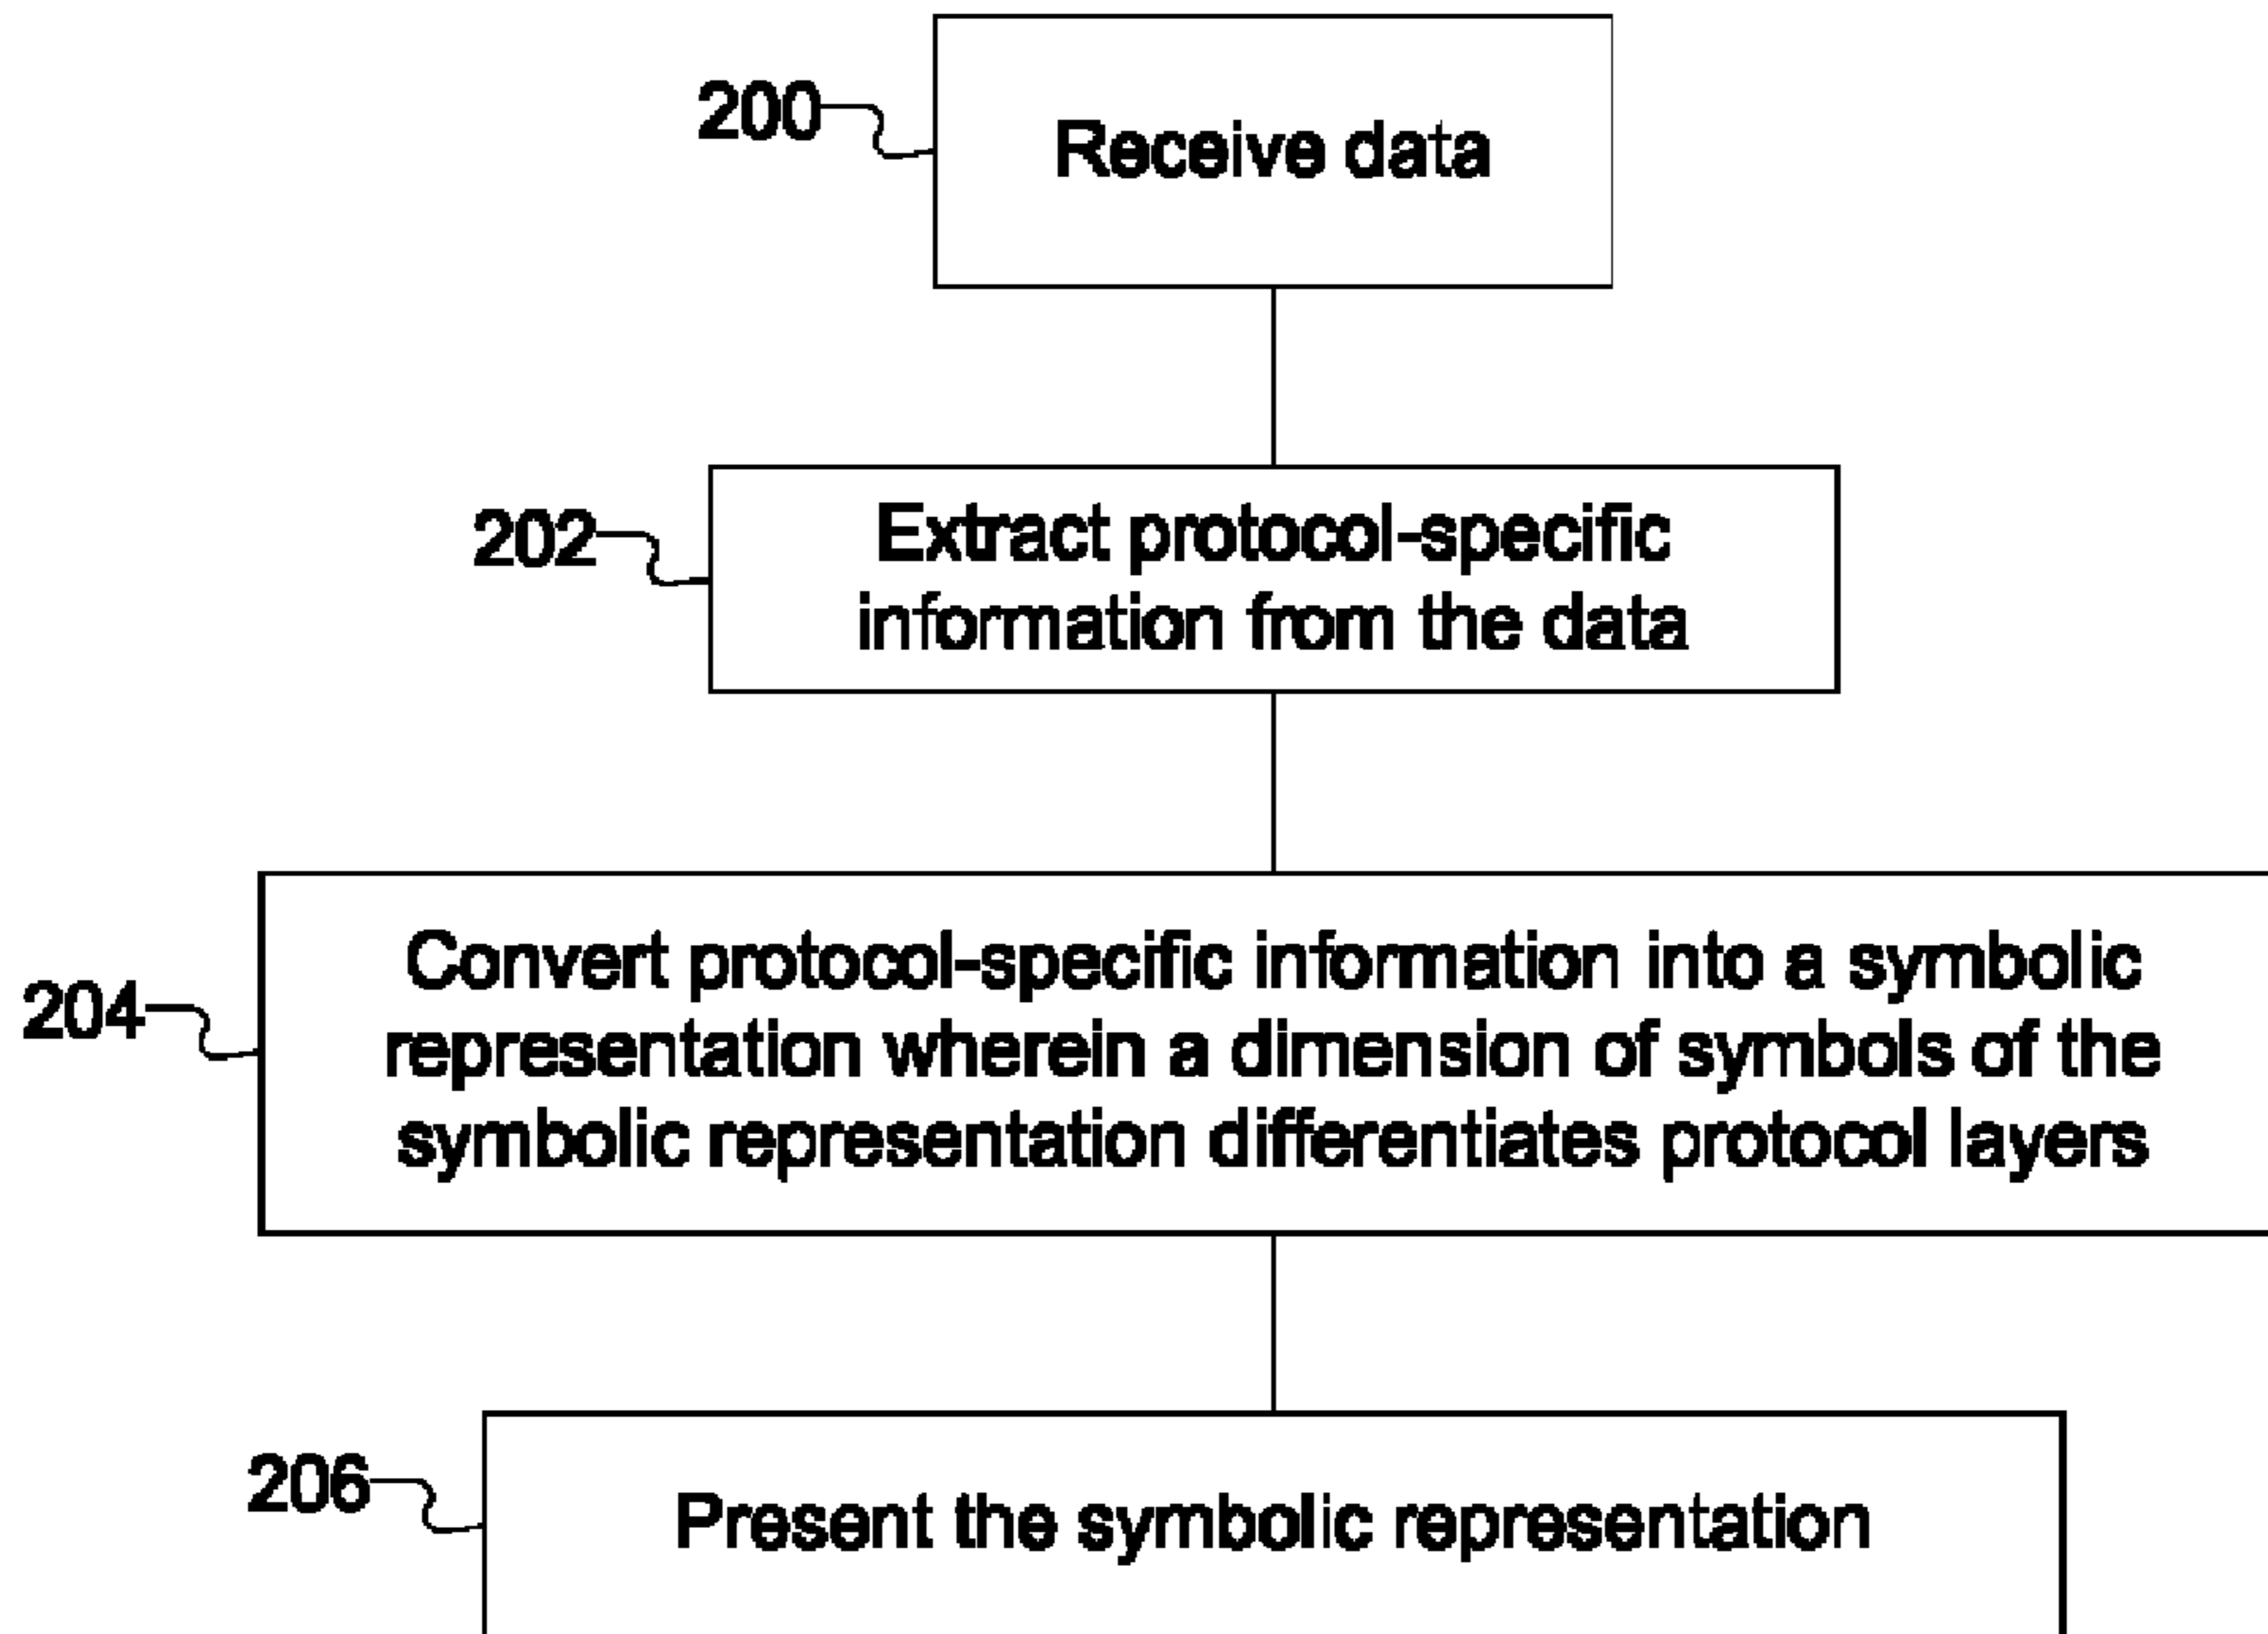 200
Receive data
202
Extract protocol-specific
information from the data
204
Convert protocol-specific information into a symbolic
representation wherein a dimension of symbols of the
symbolic representation differentiates protocol layers
206
Present the symbolic representation